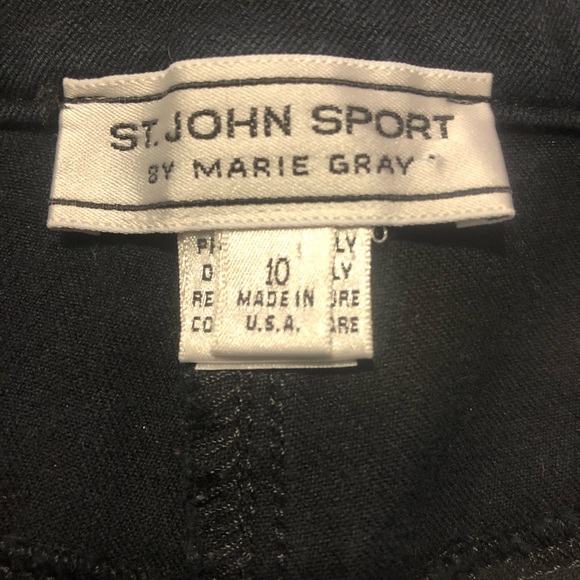 ST. JOHN SPORT
BY MARIE GRAY
10
MADE IN
U.S.A.